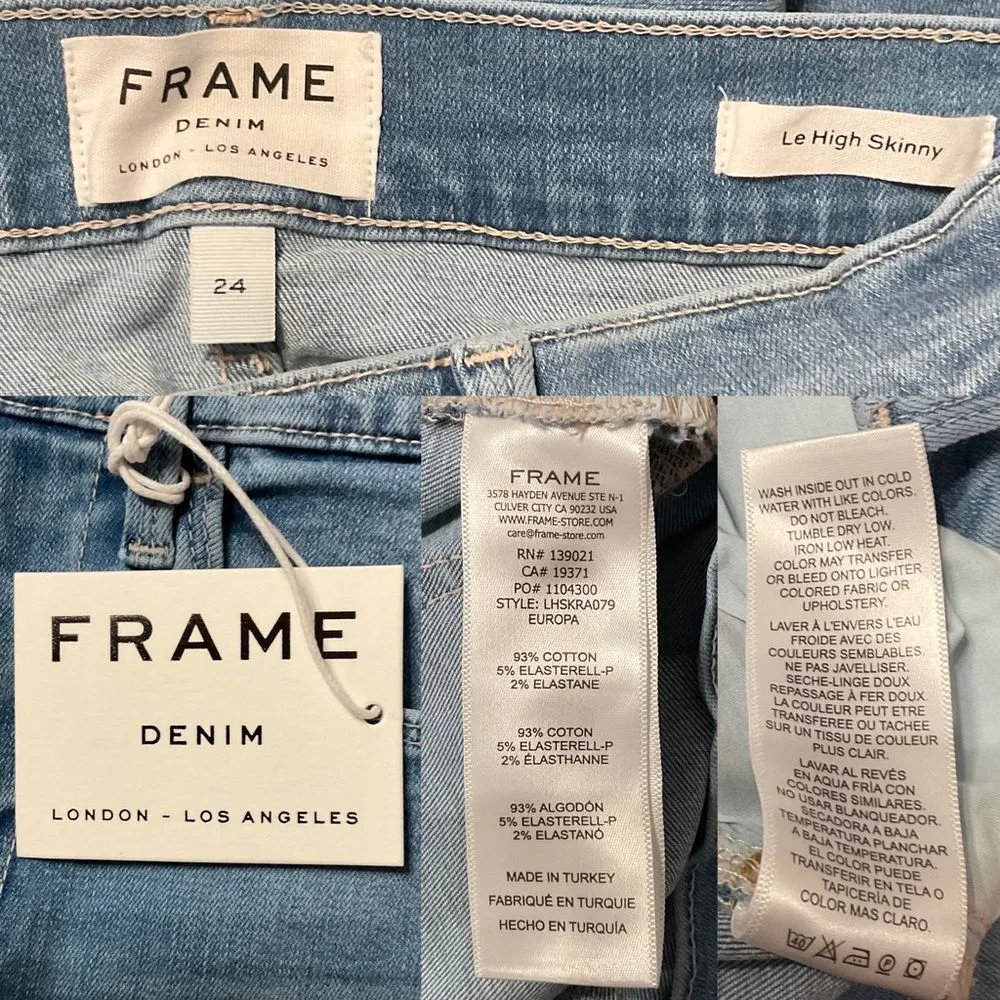 FRAME
DENIM
LONDON - LOS ANGELES
Le High Skinny
24
FRAME
DENIM
LONDON - LOS ANGELES
FRAME
3578 HAYDEN AVENUE STE N-1
CULVER CITY CA 90232 USA
WWW.FRAME-STORE.COM
care@frame-store.com
RN# 139021
CA# 19371
PO# 1104300
STYLE: LHSKRA079
EUROPA
93% COTTON
5% ELASTERELL-P
2% ELASTANE
93% COTON
5% ELASTERELL-P
2% ÉLASTHANNE
93% ALGODÓN
5% ELASTERELL-P
2% ELASTANÓ
MADE IN TURKEY
FABRIQUÉ EN TURQUIE
HECHO EN TURQUÍA
WASH INSIDE OUT IN COLD
WATER WITH LIKE COLORS.
DO NOT BLEACH.
TUMBLE DRY LOW.
IRON LOW HEAT.
COLOR MAY TRANSFER
OR BLEED ONTO LIGHTER
COLORED FABRIC OR
UPHOLSTERY.
LAVER À L'ENVERS L'EAU
FROIDE AVEC DES
COULEURS SEMBLABLES.
NE PAS JAVELLISER.
SECHE-LINGE DOUX
REPASSAGE À FER DOUX.
LA COULEUR PEUT ÊTRE
TRANSFEREE OU TACHEE
SUR UN TISSU DE COULEUR
PLUS CLAIR.
LAVAR AL REVÉS
EN AQUA FRÍA CON
COLORES SIMILARES.
NO USAR BLANQUEADOR.
SECADORA A BAJA
TEMPERATURA PLANCHAR
A BAJA TEMPERATURA.
EL COLOR PUEDE
TRANSFERIR EN TELA O
TAPICERÍA DE
COLOR MAS CLARO.
40 P